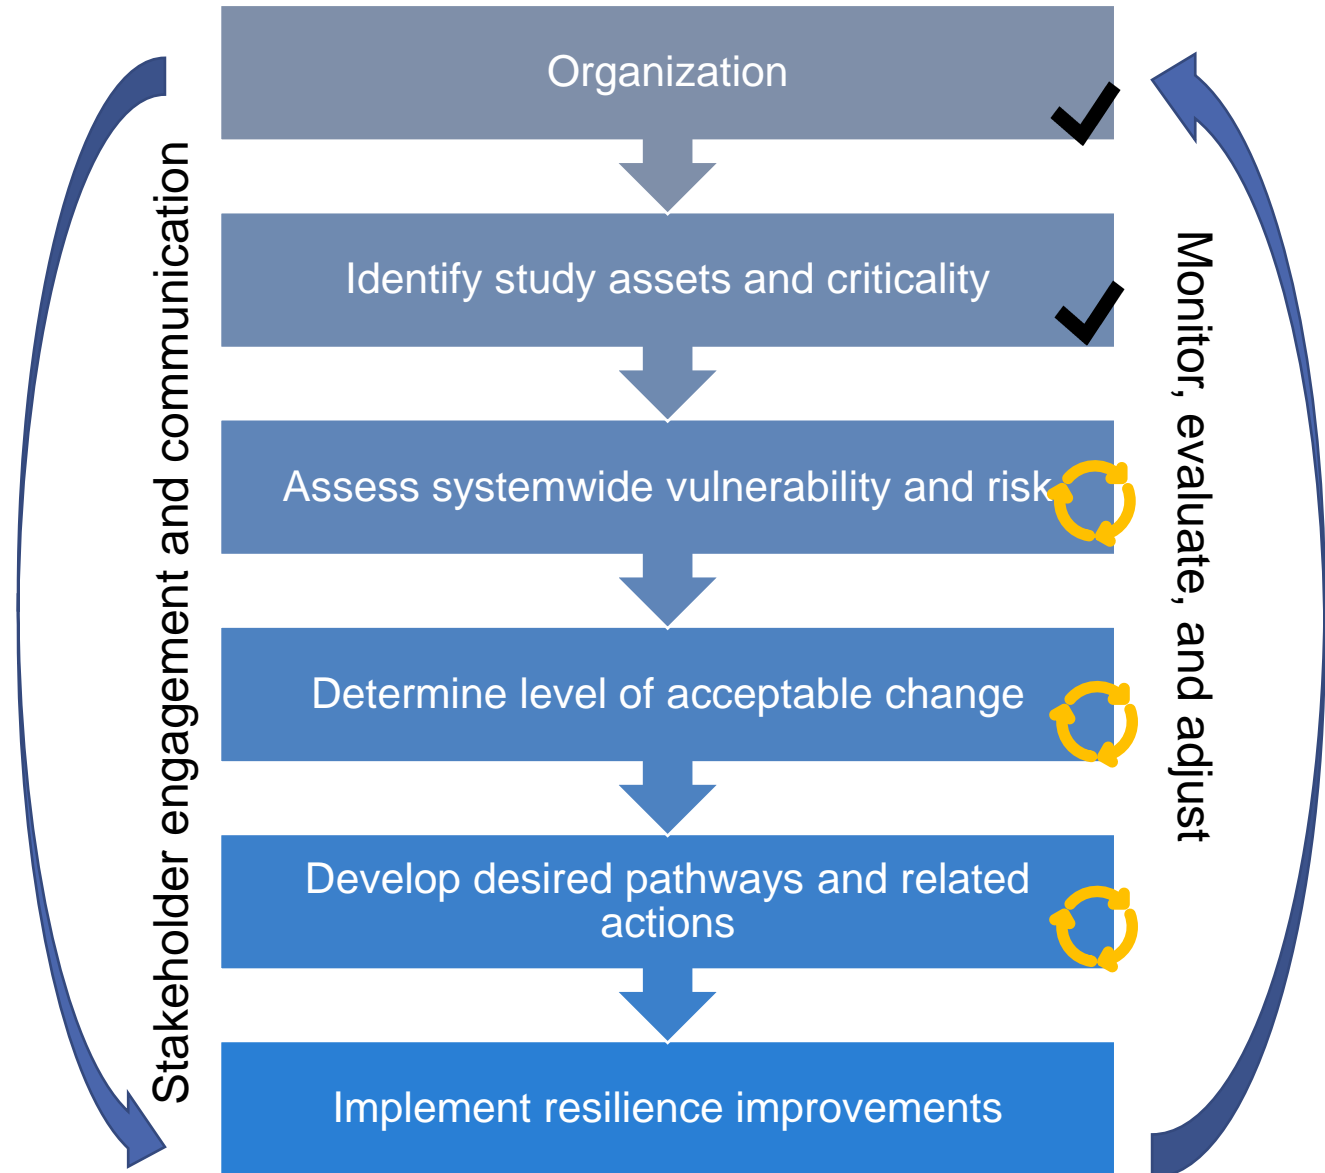 Organization
Identify study assets and criticality
Assess systemwide vulnerability and risk
Determine level of acceptable change
Develop desired pathways and related
actions
Implement resilience improvements
Stakeholder engagement and communication
Monitor, evaluate, and adjust